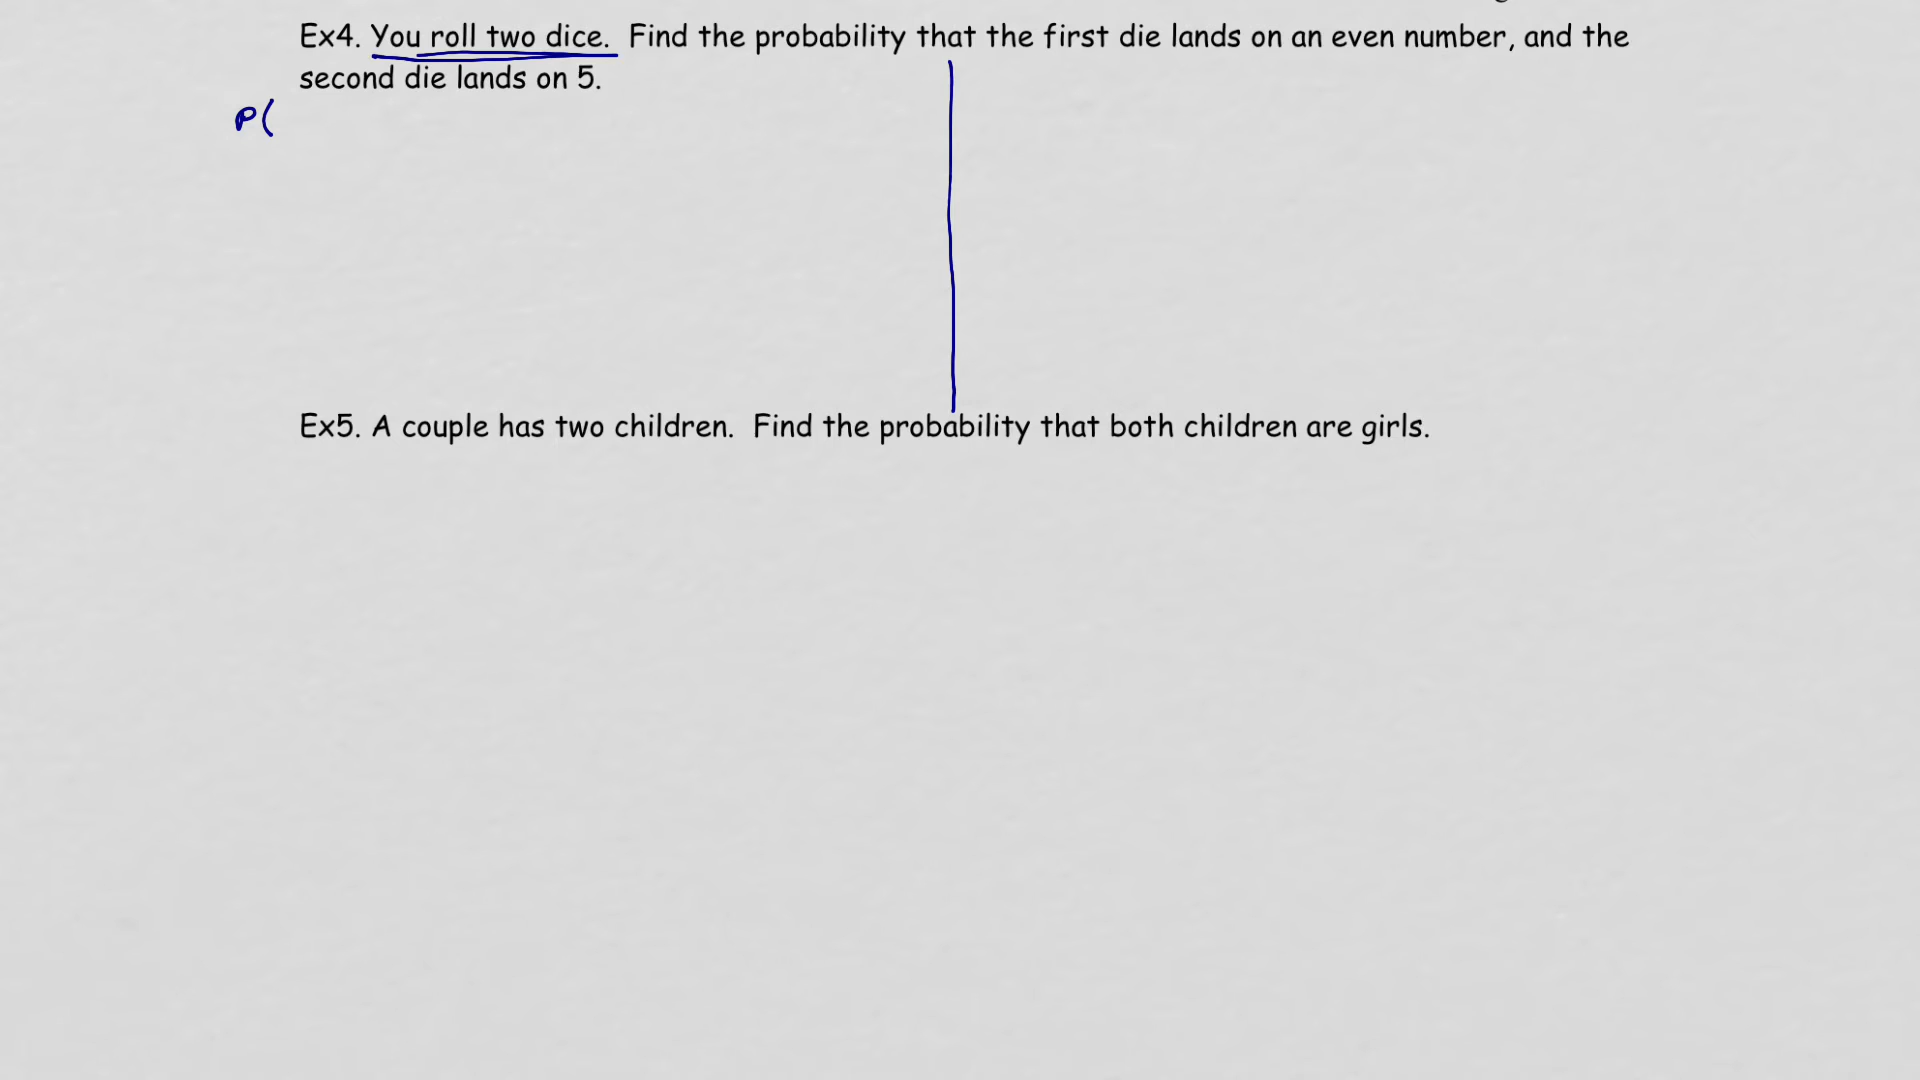 Ex4. You roll two dice. Find the probability that the first die lands on an even number, and the
second die lands on 5.
P(
Ex5. A couple has two children. Find the probability that both children are girls.